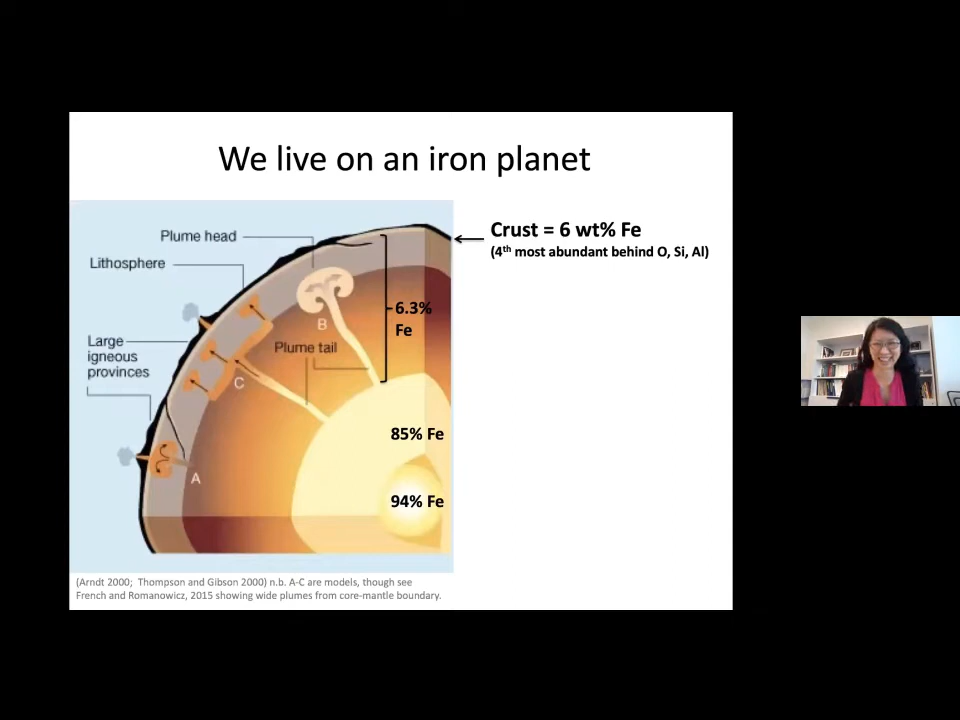 We live on an iron planet
Plume head
Lithosphere
Large
igneous
provinces
Plume tail
A
B
C
Crust = 6 wt% Fe
(4th most abundant behind O, Si, Al)
6.3%
Fe
85% Fe
94% Fe
(Arndt 2000; Thompson and Gibson 2000) n.b. A-C are models, though see
French and Romanowicz, 2015 showing wide plumes from core-mantle boundary.